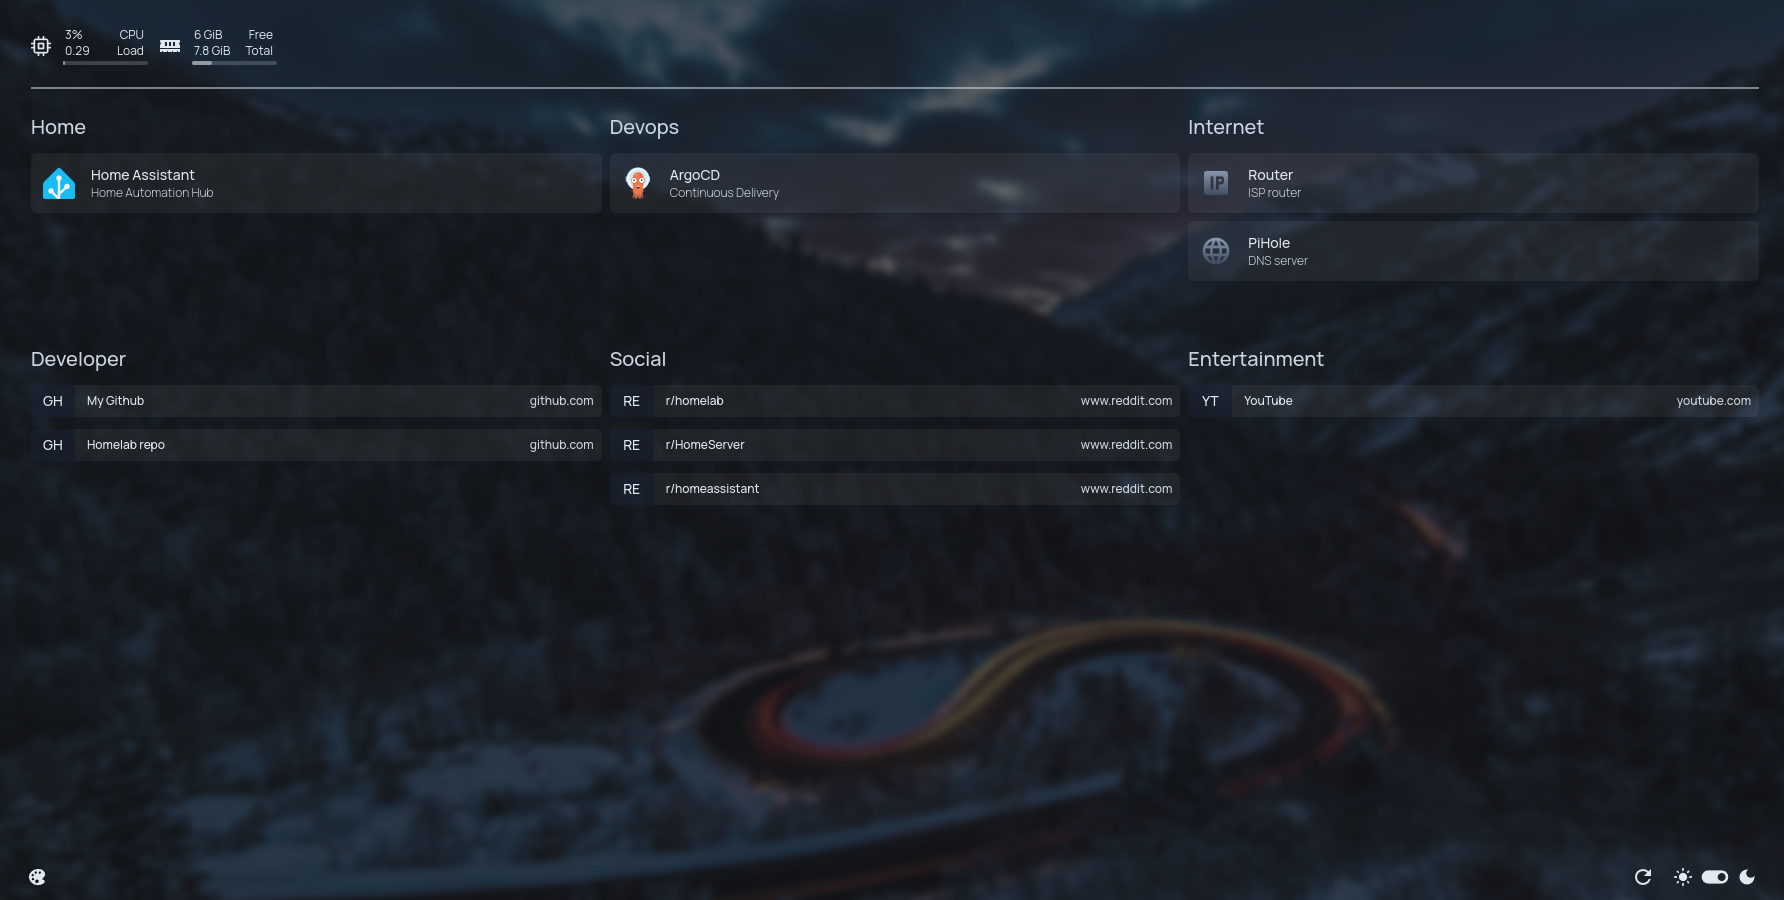 3% CPU
0.29 Load
6 GiB Free
7.8 GiB Total
Home
Home Assistant
Home Automation Hub
Devops
ArgoCD
Continuous Delivery
Internet
IP
Router
ISP router
PiHole
DNS server
Developer
GH My Github github.com
GH Homelab repo github.com
Social
RE r/homelab www.reddit.com
RE r/HomeServer www.reddit.com
RE r/homeassistant www.reddit.com
Entertainment
YT YouTube youtube.com